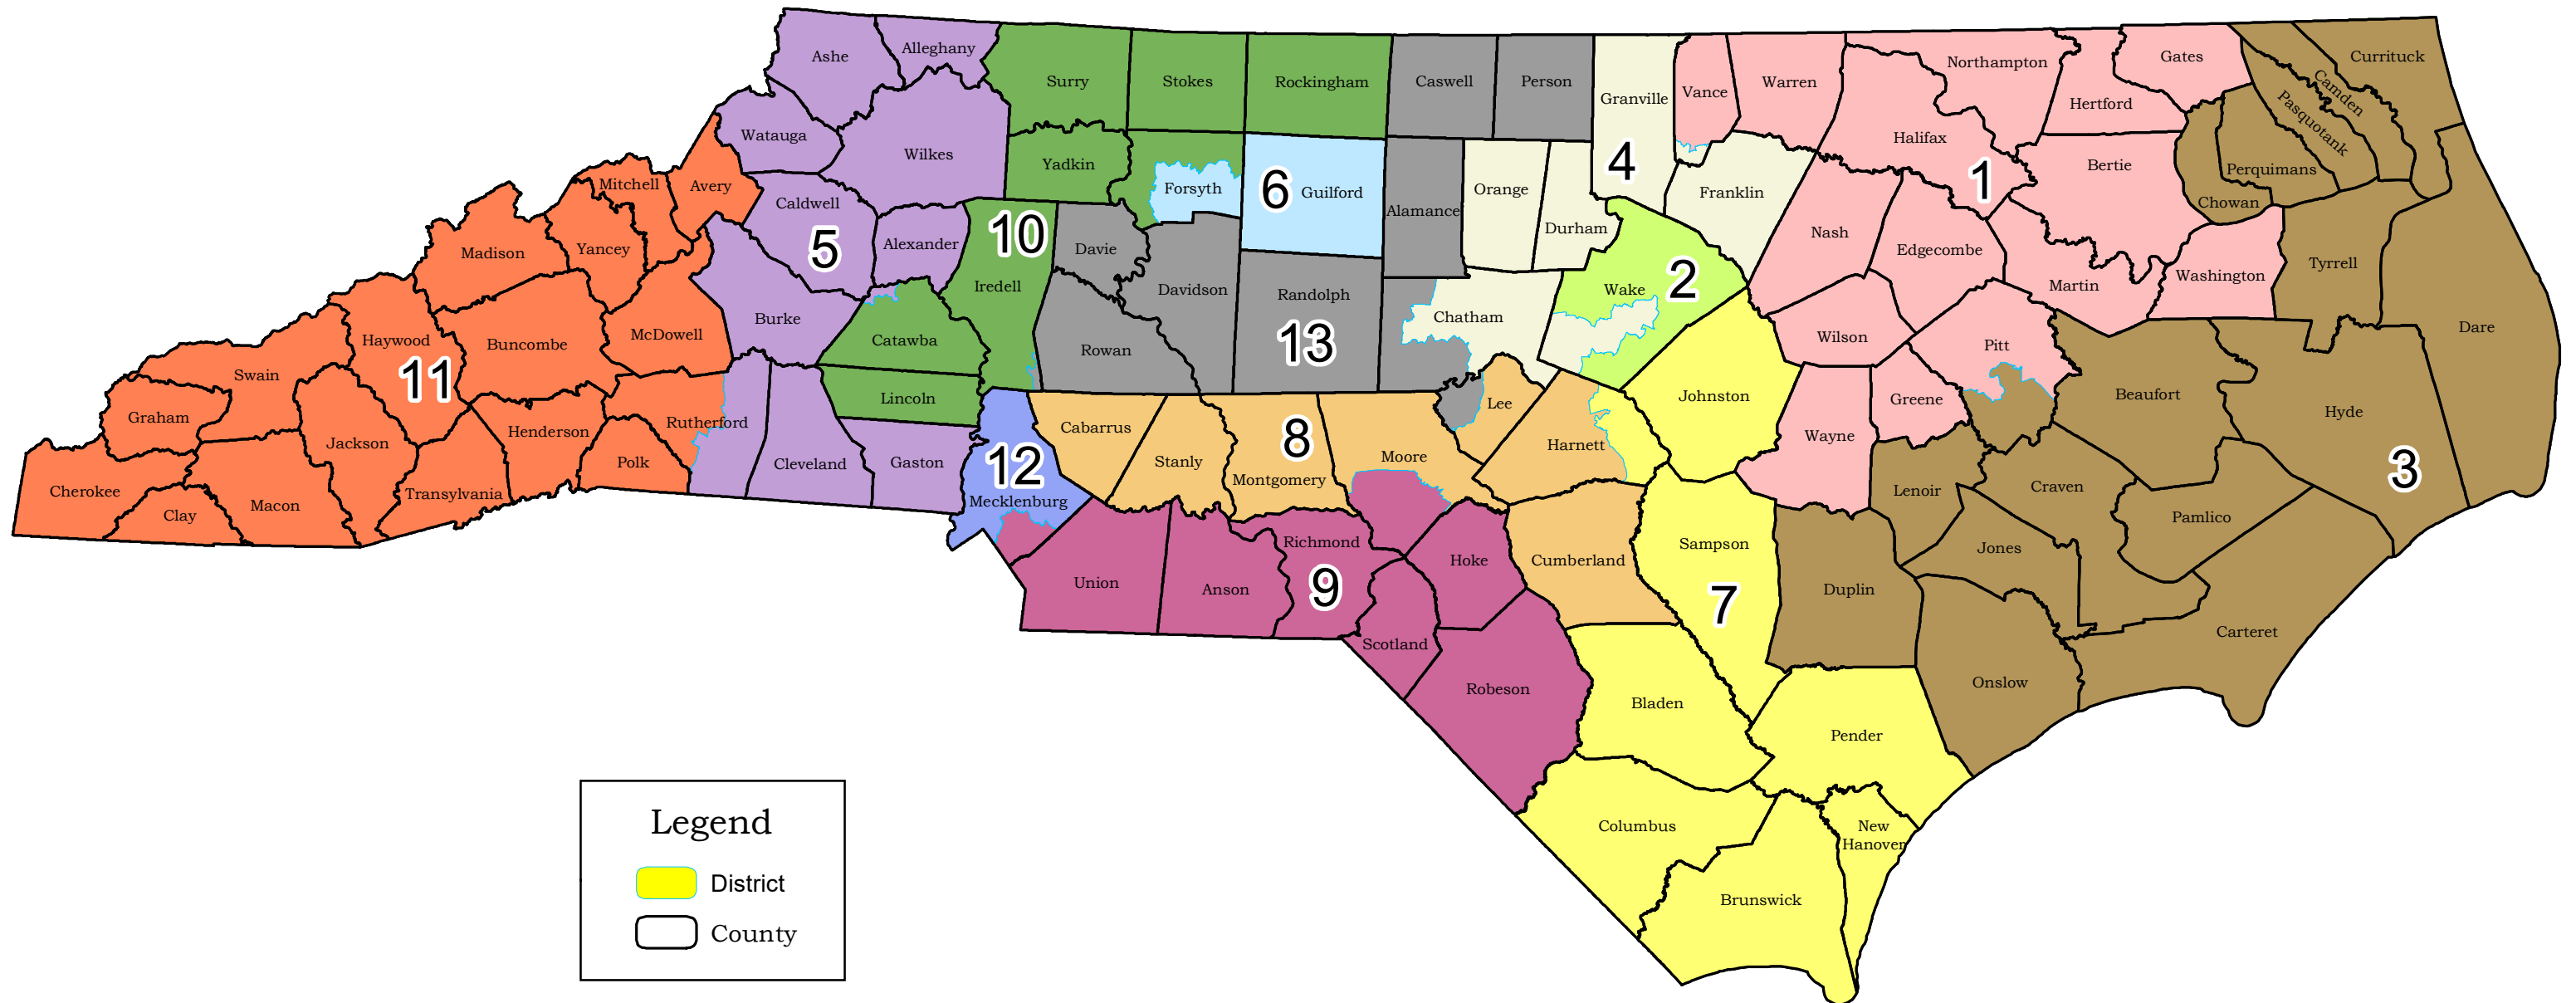 Ashe
Alleghany
Surry
Stokes
Rockingham
Caswell
Person
Granville
Vance
Warren
Northampton
Gates
Currituck
Camden
Pasquotank
Hertford
Halifax
Watauga
Wilkes
Yadkin
Forsyth
6
Guilford
4
Orange
Franklin
1
Bertie
Perquimans
Chowan
Mitchell
Avery
Caldwell
5
Alexander
10
Davie
Alamance
Durham
Nash
Edgecombe
Madison
Yancey
Iredell
Davidson
Randolph
13
Chatham
Wake
2
Martin
Washington
Tyrrell
Dare
Haywood
11
Buncombe
McDowell
Burke
Catawba
Rowan
Wilson
Pitt
Swain
Graham
Jackson
Henderson
Rutherford
Lincoln
Cabarrus
8
Lee
Johnston
Greene
Beaufort
Hyde
3
Cherokee
Clay
Macon
Transylvania
Polk
Cleveland
Gaston
12
Mecklenburg
Stanly
Montgomery
Moore
Harnett
Wayne
Lenoir
Craven
Pamlico
Union
Anson
Richmond
9
Scotland
Hoke
Cumberland
Sampson
7
Duplin
Jones
Onslow
Carteret
Robeson
Bladen
Pender
Columbus
New
Hanover
Brunswick
Legend
District
County